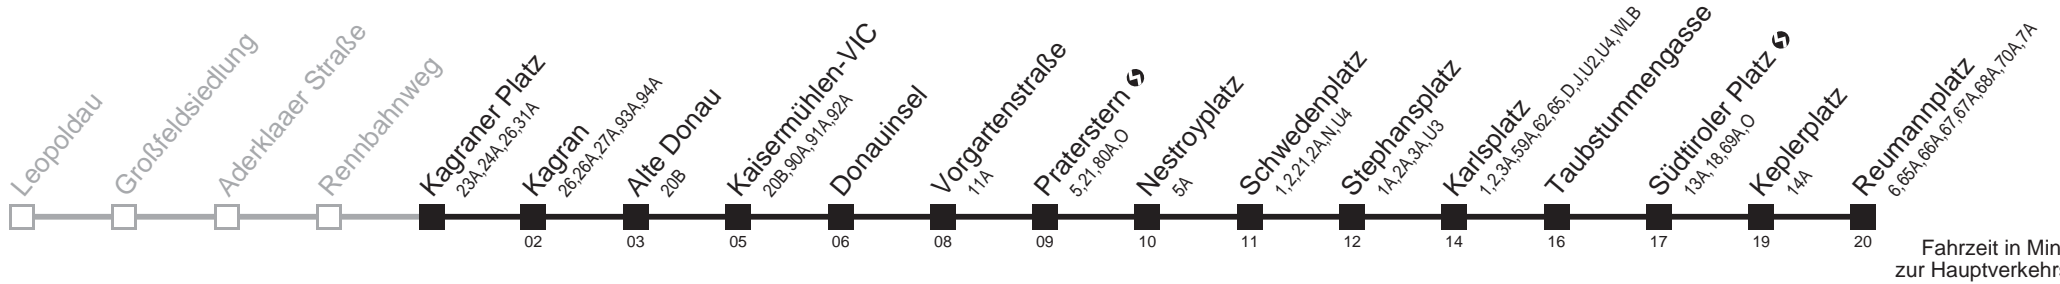 Leopoldau
Großfeldsiedlung
Aderklaaer Straße
Rennbahnweg
Kagraner Platz
23A,24A,26,31A
Kagran
26,26A,27A,93A,94A
Alte Donau
20B
Kaisermühlen-VIC
20B,90A,91A,92A
Donauinsel
Vorgartenstraße
11A
Praterstern
5,21,80A,O
Nestroyplatz
5A
Schwedenplatz
1,2,21,2A,N,U4
Stephansplatz
1A,2A,3A,U3
Karlsplatz
1,2,3A,59A,62,65,D,J,U2,U4,WLB
Taubstummengasse
Südtiroler Platz
13A,18,69A,O
Keplerplatz
14A
Reumannplatz
6,65A,66A,67,67A,68A,70A,7A
02 03 05 06 08 09 10 11 12 14 16 17 19 20
Fahrzeit in Min
zur Hauptverkehrs